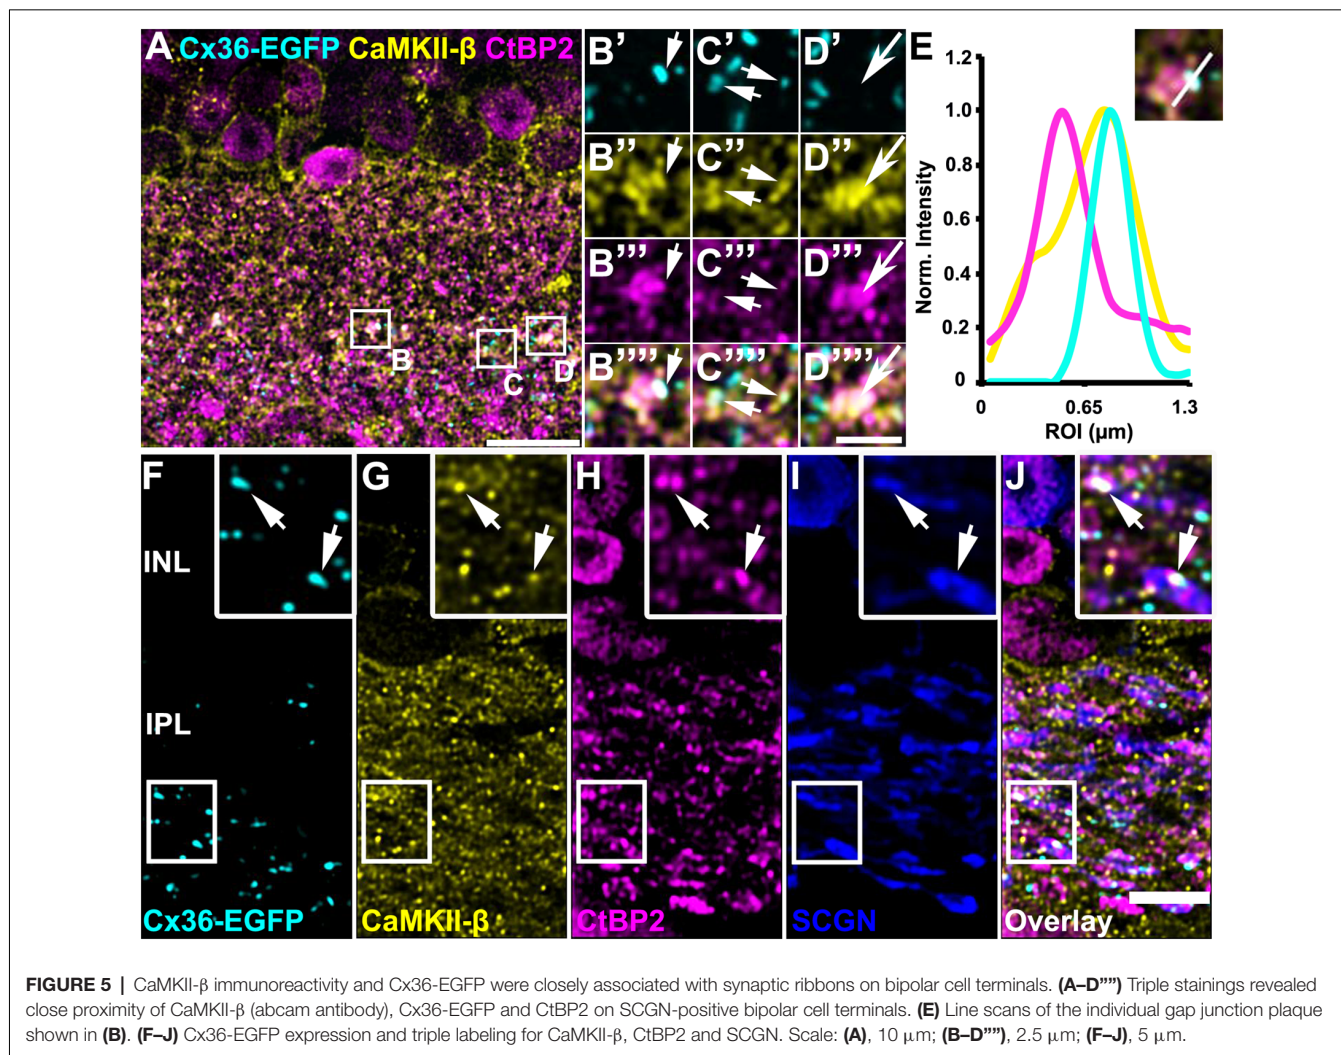 A Cx36-EGFP CaMKII-β CtBP2
B
C
D
B’
C’
D’
B’’
C’’
D’’
B’’’
C’’’
D’’’
B’’’’
C’’’’
D’’’’
E
Norm. Intensity
1.2
1.0
0.8
0.6
0.4
0.2
0
0
0.65
1.3
ROI (μm)
F
G
H
I
J
INL
IPL
Cx36-EGFP
CaMKII-β
CtBP2
SCGN
Overlay
FIGURE 5 | CaMKII-β immunoreactivity and Cx36-EGFP were closely associated with synaptic ribbons on bipolar cell terminals. (A–D’’’’) Triple stainings revealed
close proximity of CaMKII-β (abcam antibody), Cx36-EGFP and CtBP2 on SCGN-positive bipolar cell terminals. (E) Line scans of the individual gap junction plaque
shown in (B). (F–J) Cx36-EGFP expression and triple labeling for CaMKII-β, CtBP2 and SCGN. Scale: (A), 10 μm; (B–D’’’’), 2.5 μm; (F–J), 5 μm.